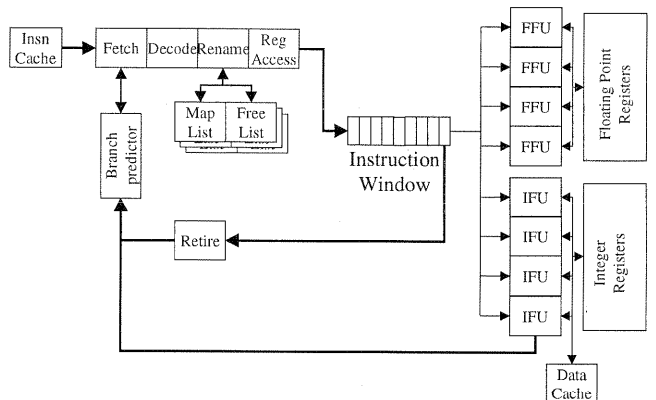 Insn
Cache
Fetch
Decode
Rename
Reg
Access
Map
List
Free
List
Branch
predictor
Instruction
Window
Retire
FFU
FFU
FFU
FFU
Floating Point
Registers
IFU
IFU
IFU
IFU
Integer
Registers
Data
Cache